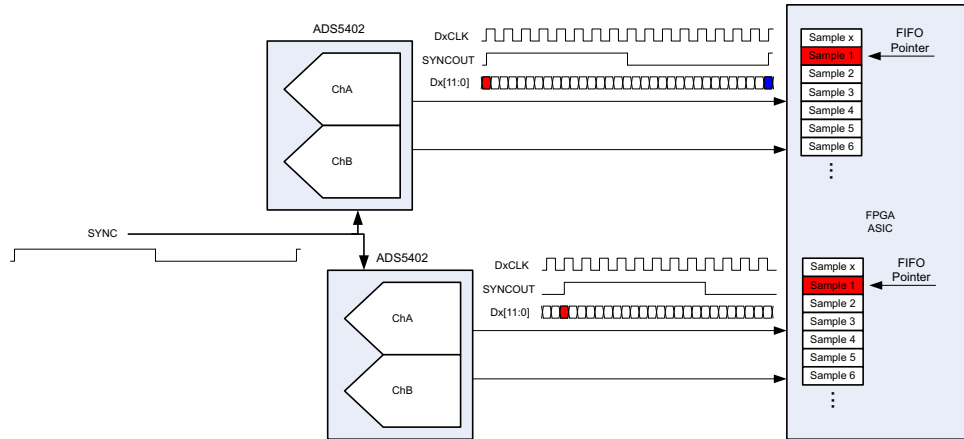 ADS5402
ChA
ChB
DxCLK
SYNCOUT
Dx[11:0]
Sample x
Sample 1
Sample 2
Sample 3
Sample 4
Sample 5
Sample 6
FIFO
Pointer
SYNC
ADS5402
ChA
ChB
DxCLK
SYNCOUT
Dx[11:0]
FPGA
ASIC
Sample x
Sample 1
Sample 2
Sample 3
Sample 4
Sample 5
Sample 6
FIFO
Pointer